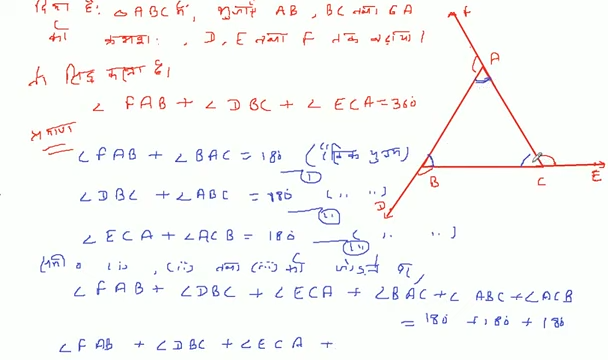 दिया है: △ABC में, भुजाएँ AB, BC तथा CA
को क्रमशः, D, E तथा F तक बढ़ाया।
तो सिद्ध करना है।
∠FAB + ∠DBC + ∠ECA = 360
प्रमाण
∠FAB + ∠BAC = 180 (रैखिक युग्म)
(i)
∠DBC + ∠ABC = 180 ( ,, ,, )
(ii)
∠ECA + ∠ACB = 180 ( ,, ,, )
(iii)
समी० (i), (ii) तथा (iii) को जोड़ने पर,
∠FAB + ∠DBC + ∠ECA + ∠BAC + ∠ABC + ∠ACB
= 180 + 180 + 180
∠FAB + ∠DBC + ∠ECA +
F
A
B
C
E
D